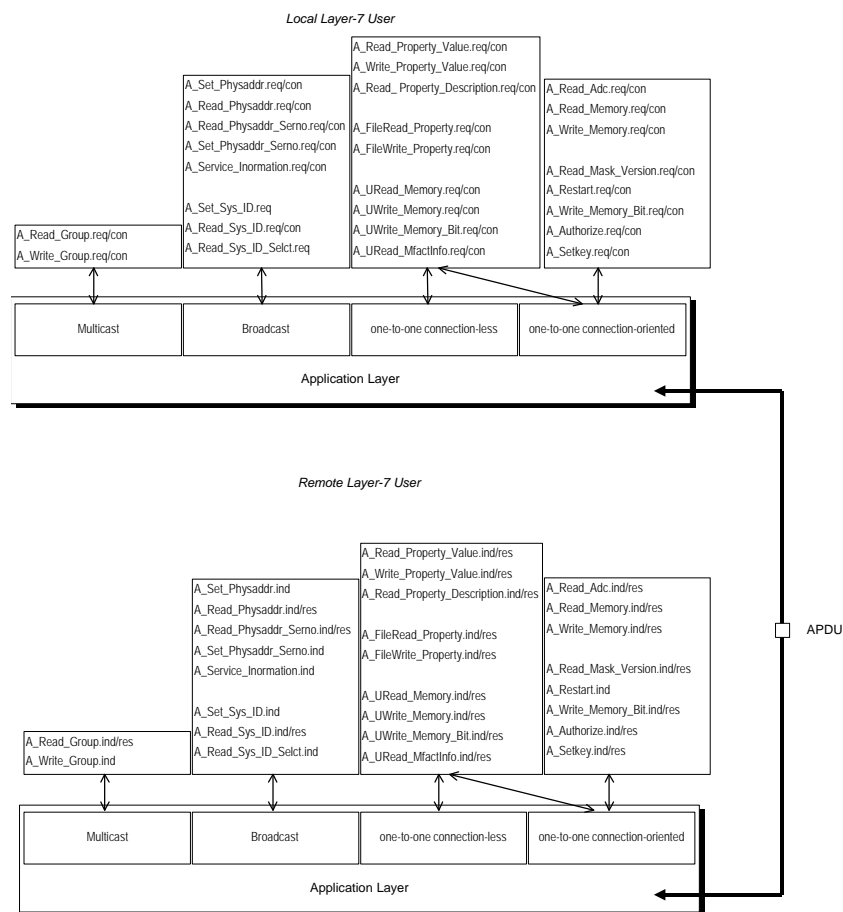 Local Layer-7 User
A_Read_Group.req/con
A_Write_Group.req/con
A_Set_Physaddr.req/con
A_Read_Physaddr.req/con
A_Read_Physaddr_Serno.req/con
A_Set_Physaddr_Serno.req/con
A_Service_Inormation.req/con
A_Set_Sys_ID.req
A_Read_Sys_ID.req/con
A_Read_Sys_ID_Selct.req
A_Read_Property_Value.req/con
A_Write_Property_Value.req/con
A_Read_ Property_Description.req/con
A_FileRead_Property.req/con
A_FileWrite_Property.req/con
A_URead_Memory.req/con
A_UWrite_Memory.req/con
A_UWrite_Memory_Bit.req/con
A_URead_MfactInfo.req/con
A_Read_Adc.req/con
A_Read_Memory.req/con
A_Write_Memory.req/con
A_Read_Mask_Version.req/con
A_Restart.req/con
A_Write_Memory_Bit.req/con
A_Authorize.req/con
A_Setkey.req/con
Multicast
Broadcast
one-to-one connection-less
one-to-one connection-oriented
Application Layer
Remote Layer-7 User
A_Read_Group.ind/res
A_Write_Group.ind
A_Set_Physaddr.ind
A_Read_Physaddr.ind/res
A_Read_Physaddr_Serno.ind/res
A_Set_Physaddr_Serno.ind
A_Service_Inormation.ind
A_Set_Sys_ID.ind
A_Read_Sys_ID.ind/res
A_Read_Sys_ID_Selct.ind
A_Read_Property_Value.ind/res
A_Write_Property_Value.ind/res
A_Read_Property_Description.ind/res
A_FileRead_Property.ind/res
A_FileWrite_Property.ind/res
A_URead_Memory.ind/res
A_UWrite_Memory.ind/res
A_UWrite_Memory_Bit.ind/res
A_URead_MfactInfo.ind/res
A_Read_Adc.ind/res
A_Read_Memory.ind/res
A_Write_Memory.ind/res
A_Read_Mask_Version.ind/res
A_Restart.ind
A_Write_Memory_Bit.ind/res
A_Authorize.ind/res
A_Setkey.ind/res
APDU
Multicast
Broadcast
one-to-one connection-less
one-to-one connection-oriented
Application Layer